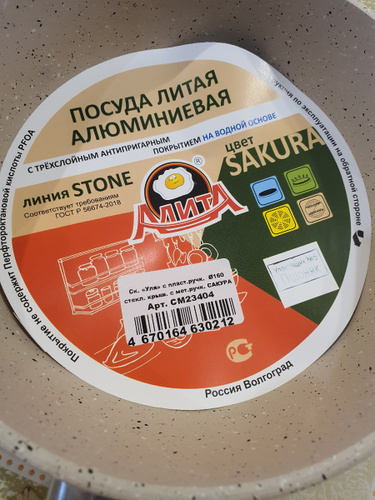 ПОСУДА ЛИТАЯ
АЛЮМИНИЕВАЯ
С ТРЁХСЛОЙНЫМ АНТИПРИГАРНЫМ
ПОКРЫТИЕМ НА ВОДНОЙ ОСНОВЕ
линия STONE
Соответствует требованиям
ГОСТ Р 56674-2018
цвет
SAKURA
®
АЛИТА
Ск. «Уля» с пласт.ручк. Ø160
стекл. крыш. с мет.ручк. САКУРА
Арт. СМ23404
4 670164 630212
РСТ
Россия Волгоград
Покрытие не содержит Перфтороктановой кислоты PFOA
по эксплуатации на обратной стороне